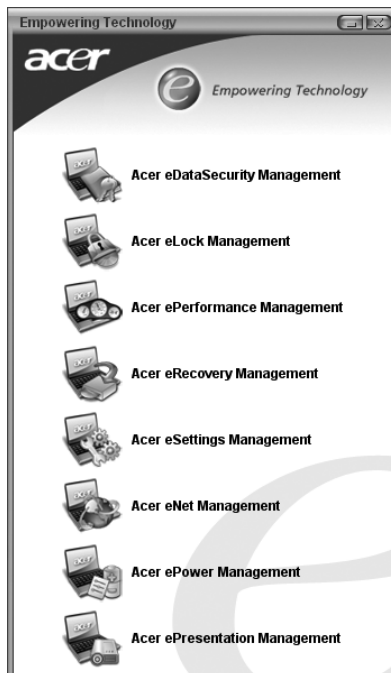 Empowering Technology
acer
e Empowering Technology
Acer eDataSecurity Management
Acer eLock Management
Acer ePerformance Management
Acer eRecovery Management
Acer eSettings Management
Acer eNet Management
Acer ePower Management
Acer ePresentation Management